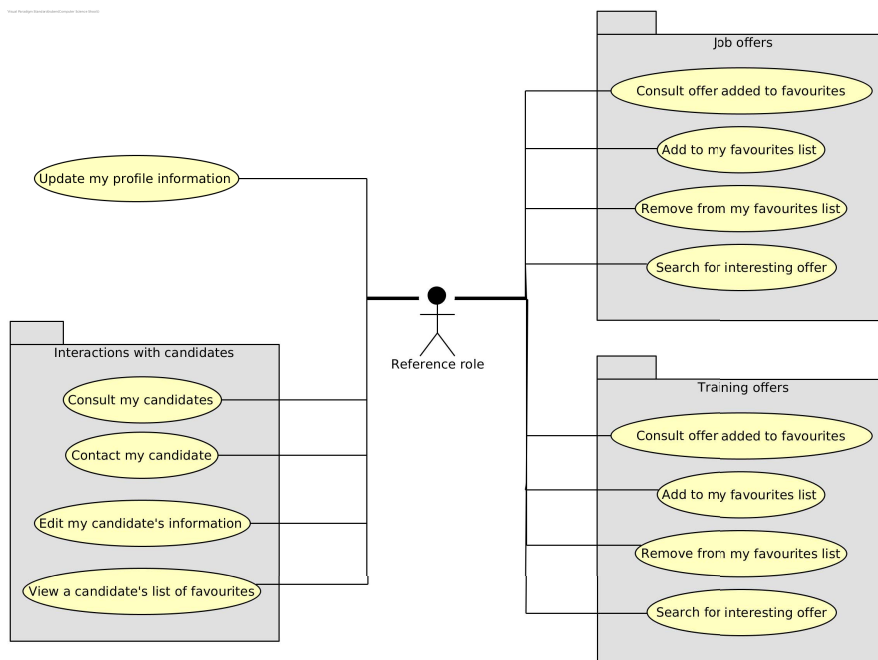 Job offers
Consult offer added to favourites
Add to my favourites list
Remove from my favourites list
Search for interesting offer
Update my profile information
Reference role
Interactions with candidates
Consult my candidates
Contact my candidate
Edit my candidate's information
View a candidate's list of favourites
Training offers
Consult offer added to favourites
Add to my favourites list
Remove from my favourites list
Search for interesting offer